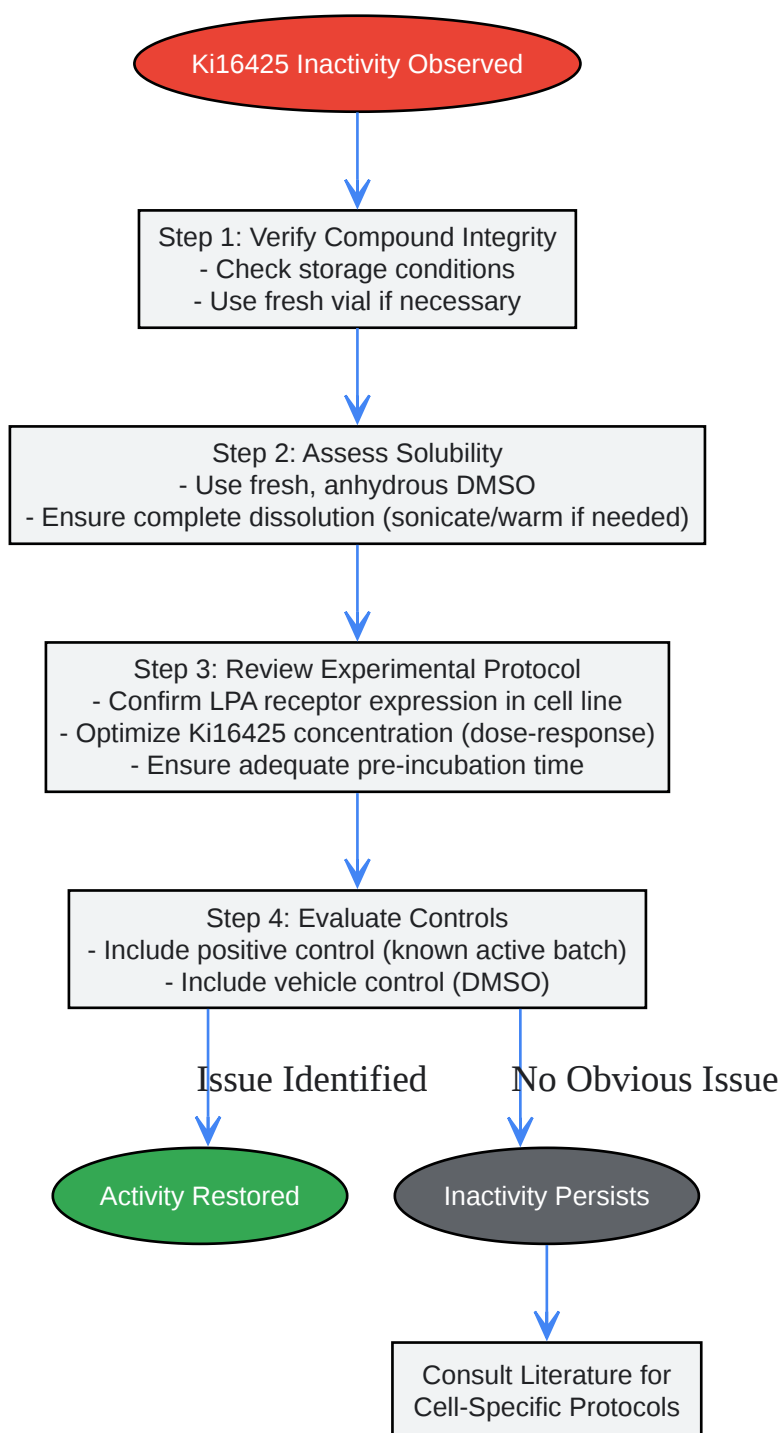 Ki16425 Inactivity Observed
Step 1: Verify Compound Integrity
- Check storage conditions
- Use fresh vial if necessary
Step 2: Assess Solubility
- Use fresh, anhydrous DMSO
- Ensure complete dissolution (sonicate/warm if needed)
Step 3: Review Experimental Protocol
- Confirm LPA receptor expression in cell line
- Optimize Ki16425 concentration (dose-response)
- Ensure adequate pre-incubation time
Step 4: Evaluate Controls
- Include positive control (known active batch)
- Include vehicle control (DMSO)
Issue Identified
No Obvious Issue
Activity Restored
Inactivity Persists
Consult Literature for
Cell-Specific Protocols